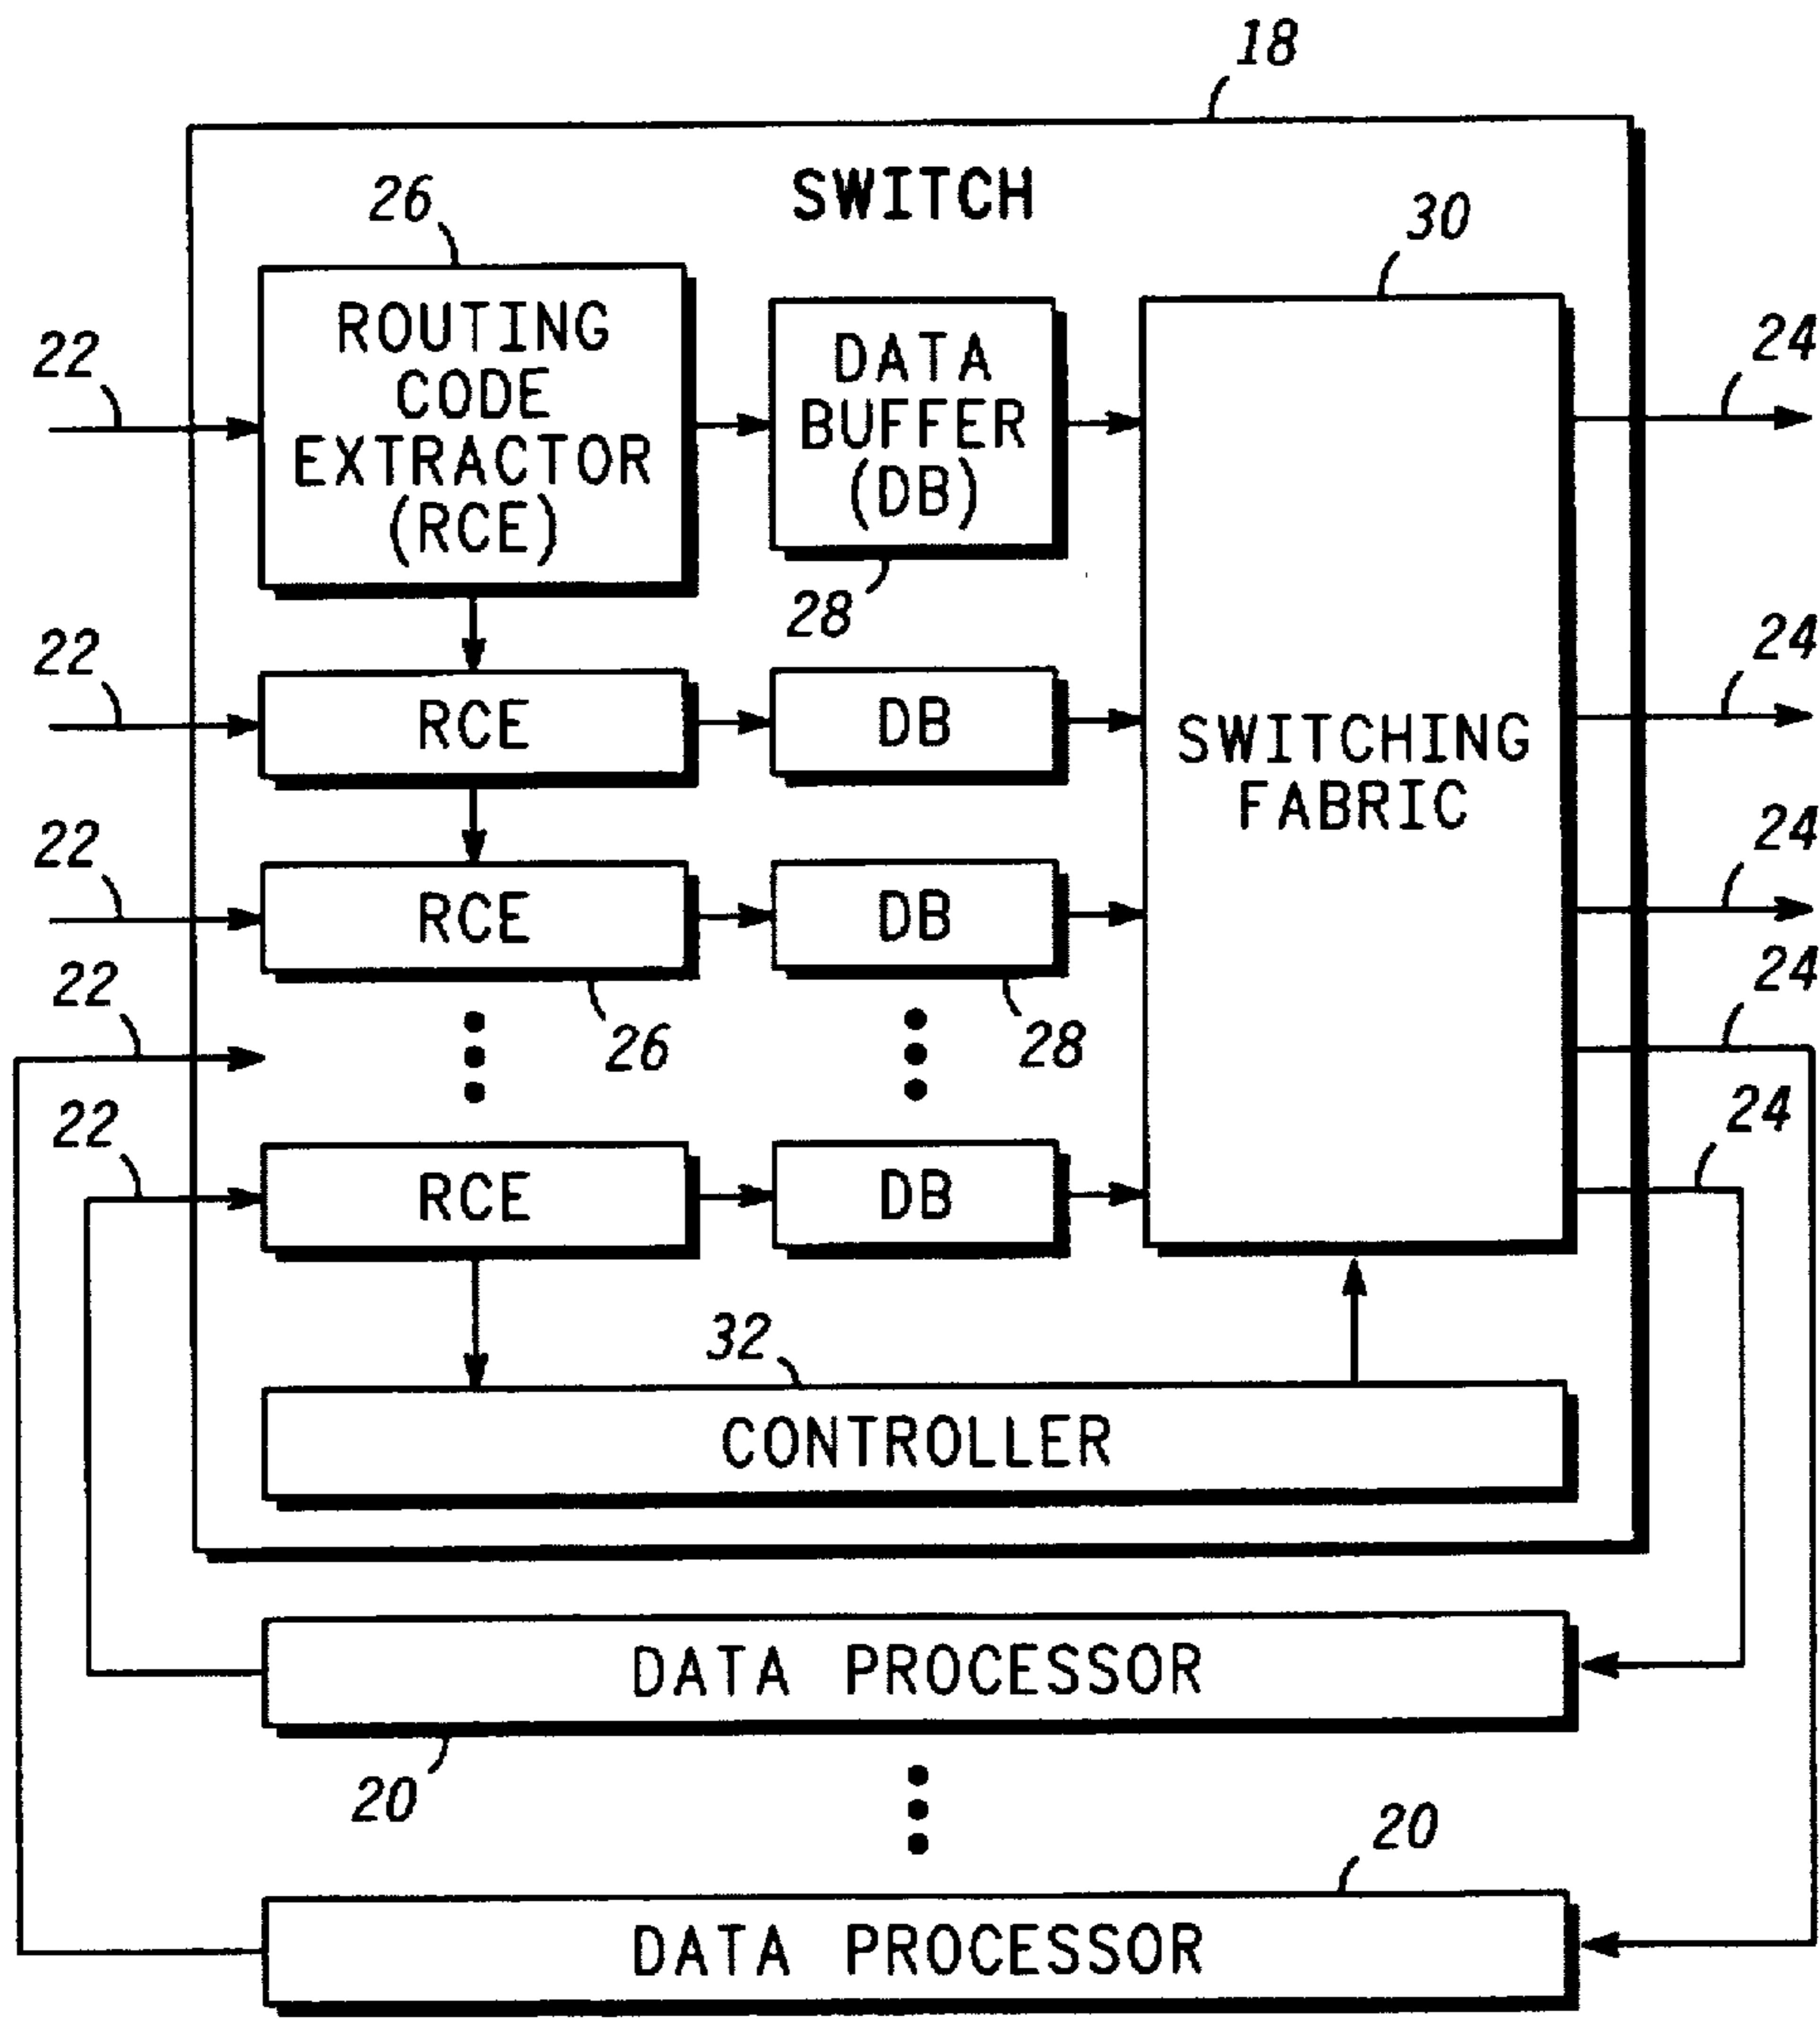 18
SWITCH
26
30
ROUTING
CODE
EXTRACTOR
(RCE)
DATA
BUFFER
(DB)
22
24
28
22
RCE
DB
SWITCHING
FABRIC
24
22
RCE
DB
24
22
26
28
24
22
RCE
DB
24
32
CONTROLLER
DATA PROCESSOR
20
20
DATA PROCESSOR